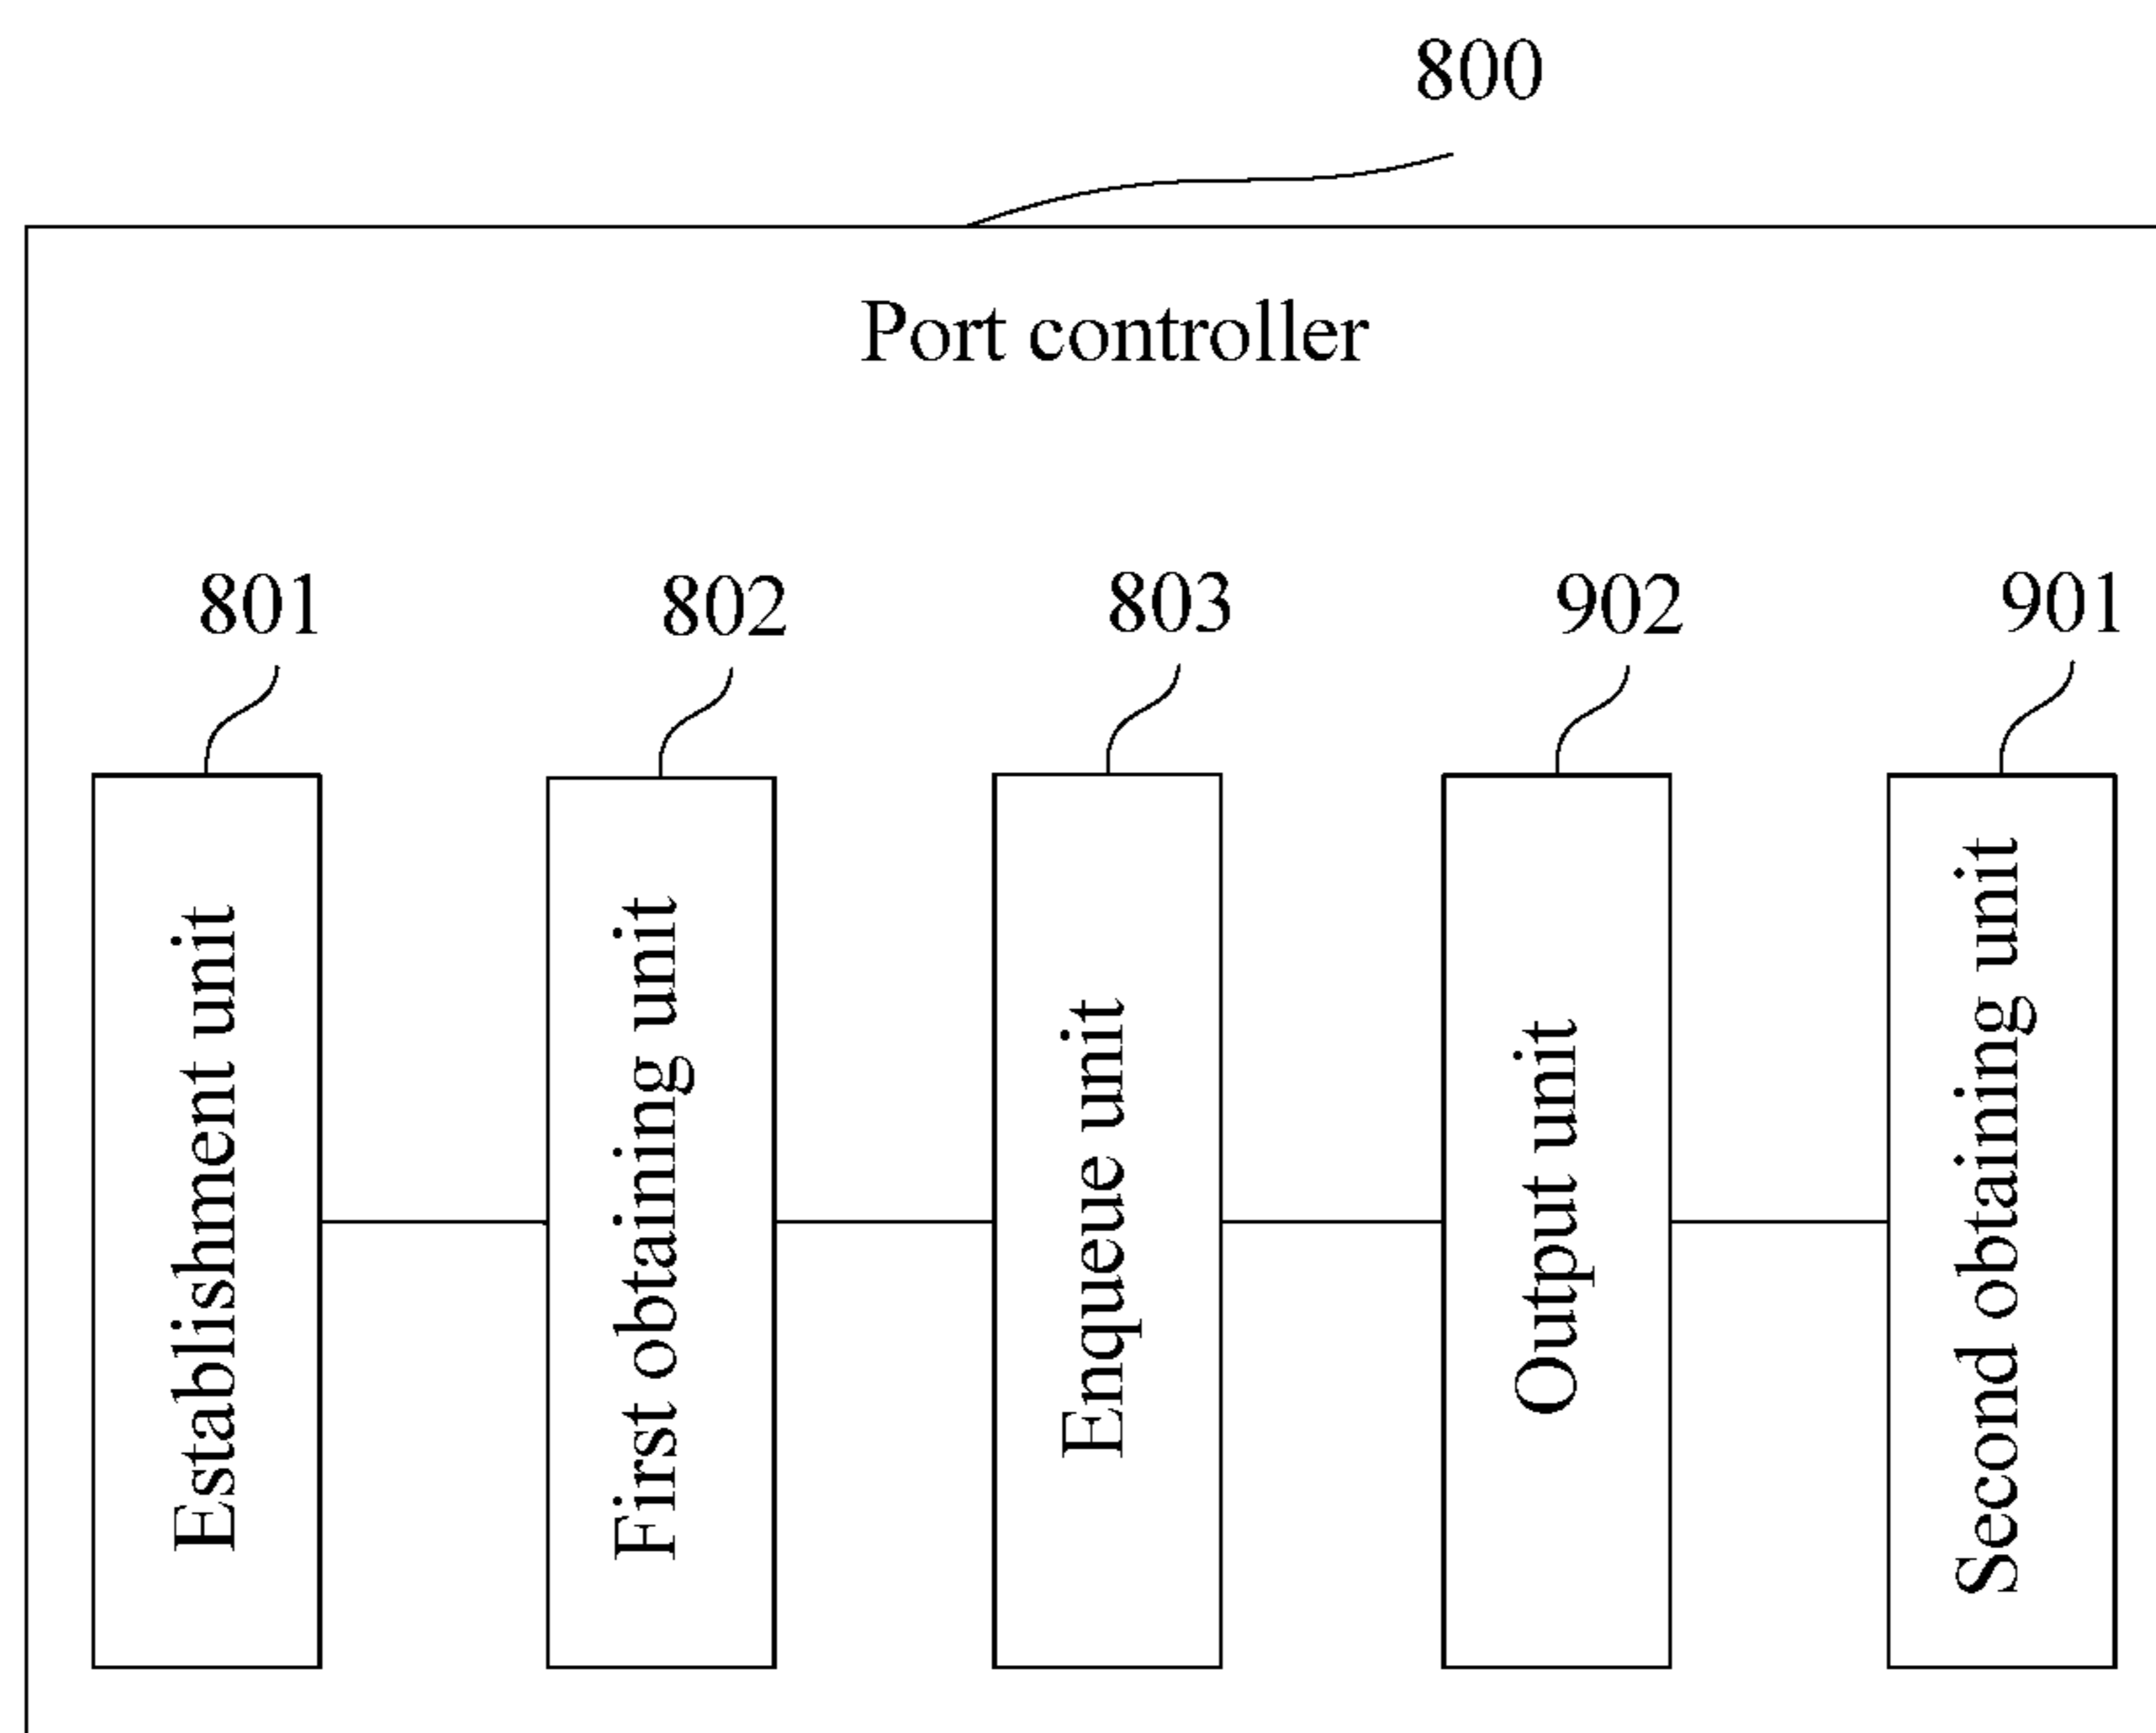 800
Port controller
801
802
803
902
901
Establishment unit
First obtaining unit
Enqueue unit
Output unit
Second obtaining unit